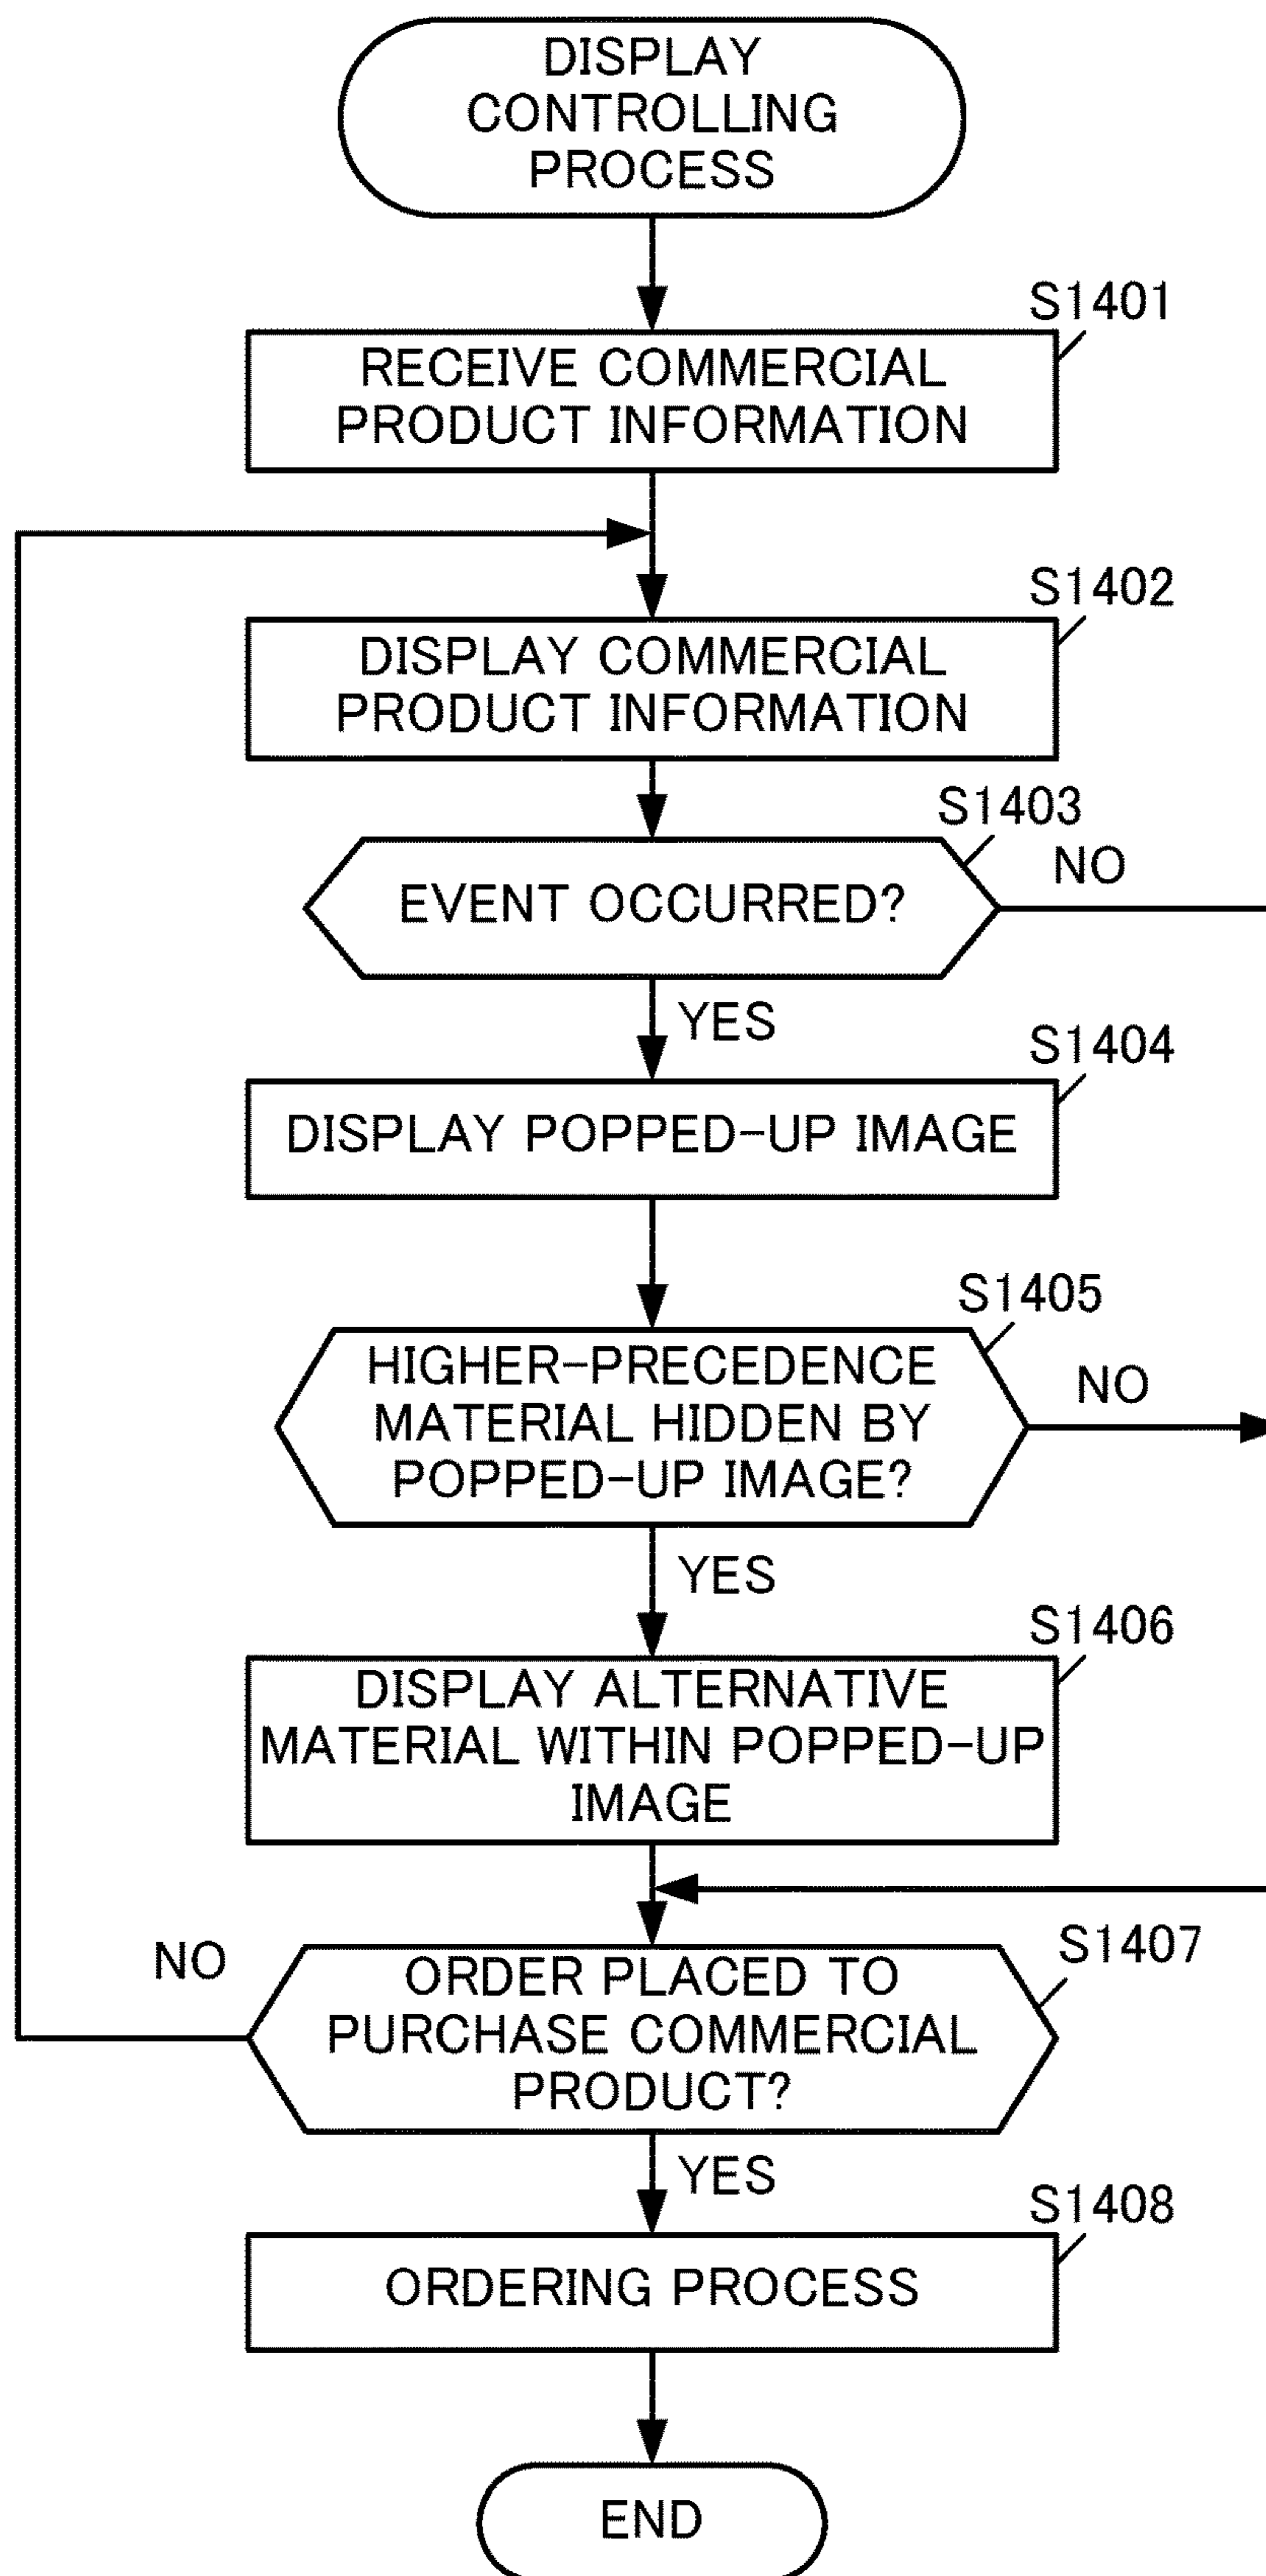 DISPLAY
CONTROLLING
PROCESS
S1401
RECEIVE COMMERCIAL
PRODUCT INFORMATION
S1402
DISPLAY COMMERCIAL
PRODUCT INFORMATION
S1403
EVENT OCCURRED?
NO
YES
S1404
DISPLAY POPPED-UP IMAGE
S1405
HIGHER-PRECEDENCE
MATERIAL HIDDEN BY
POPPED-UP IMAGE?
NO
YES
S1406
DISPLAY ALTERNATIVE
MATERIAL WITHIN POPPED-UP
IMAGE
S1407
NO
ORDER PLACED TO
PURCHASE COMMERCIAL
PRODUCT?
YES
S1408
ORDERING PROCESS
END